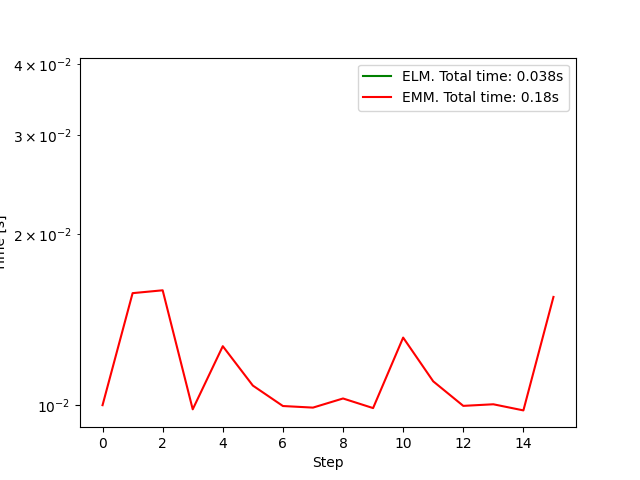 4 × 10⁻²
3 × 10⁻²
2 × 10⁻²
10⁻²
ELM. Total time: 0.038s
EMM. Total time: 0.18s
0 2 4 6 8 10 12 14
Step